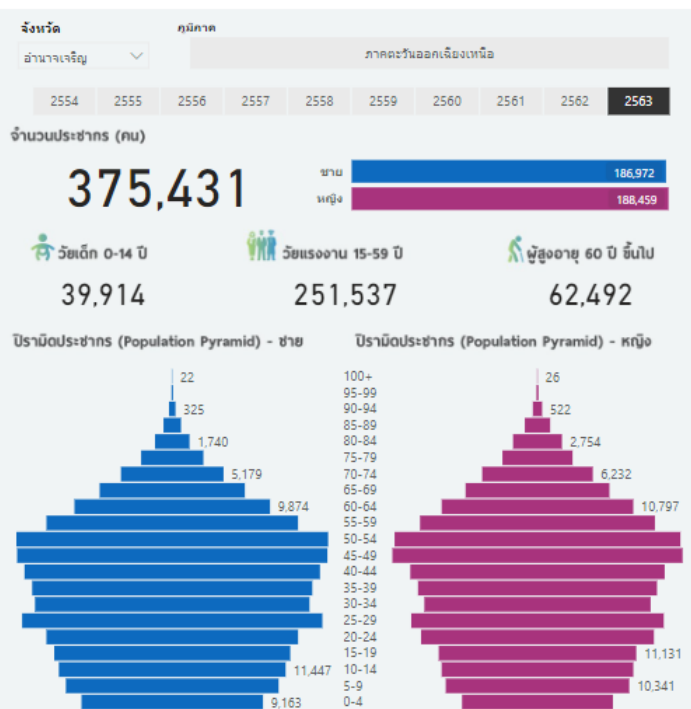 จังหวัด ภูมิภาค
อำนาจเจริญ ภาคตะวันออกเฉียงเหนือ
2554 2555 2556 2557 2558 2559 2560 2561 2562 2563
จำนวนประชากร (คน)
375,431
ชาย 186,972
หญิง 188,459
วัยเด็ก 0-14 ปี วัยแรงงาน 15-59 ปี ผู้สูงอายุ 60 ปี ขึ้นไป
39,914 251,537 62,492
ปิรามิดประชากร (Population Pyramid) - ชาย ปิรามิดประชากร (Population Pyramid) - หญิง
22 100+ 26
95-99
325 90-94 522
85-89
1,740 80-84 2,754
75-79
5,179 70-74 6,232
65-69
9,874 60-64 10,797
55-59
50-54
45-49
40-44
35-39
30-34
25-29
20-24
15-19 11,131
11,447 10-14
5-9 10,341
9,163 0-4